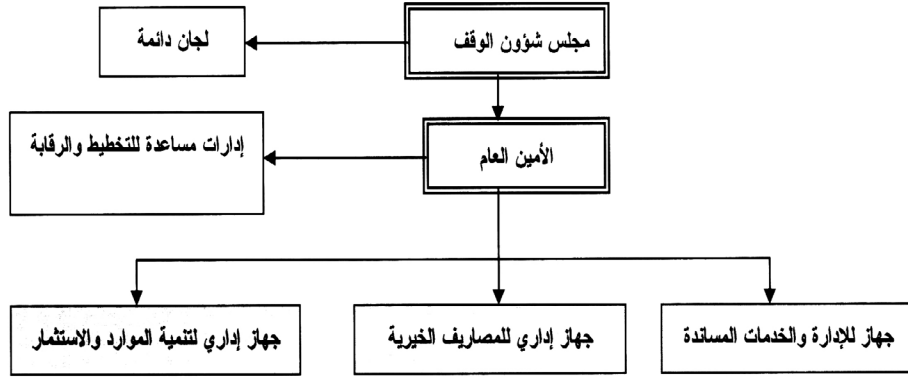 مجلس شؤون الوقف
لجان دائمة
الأمين العام
إدارات مساعدة للتخطيط والرقابة
جهاز للإدارة والخدمات المساندة
جهاز إداري للمصاريف الخيرية
جهاز إداري لتنمية الموارد والاستثمار